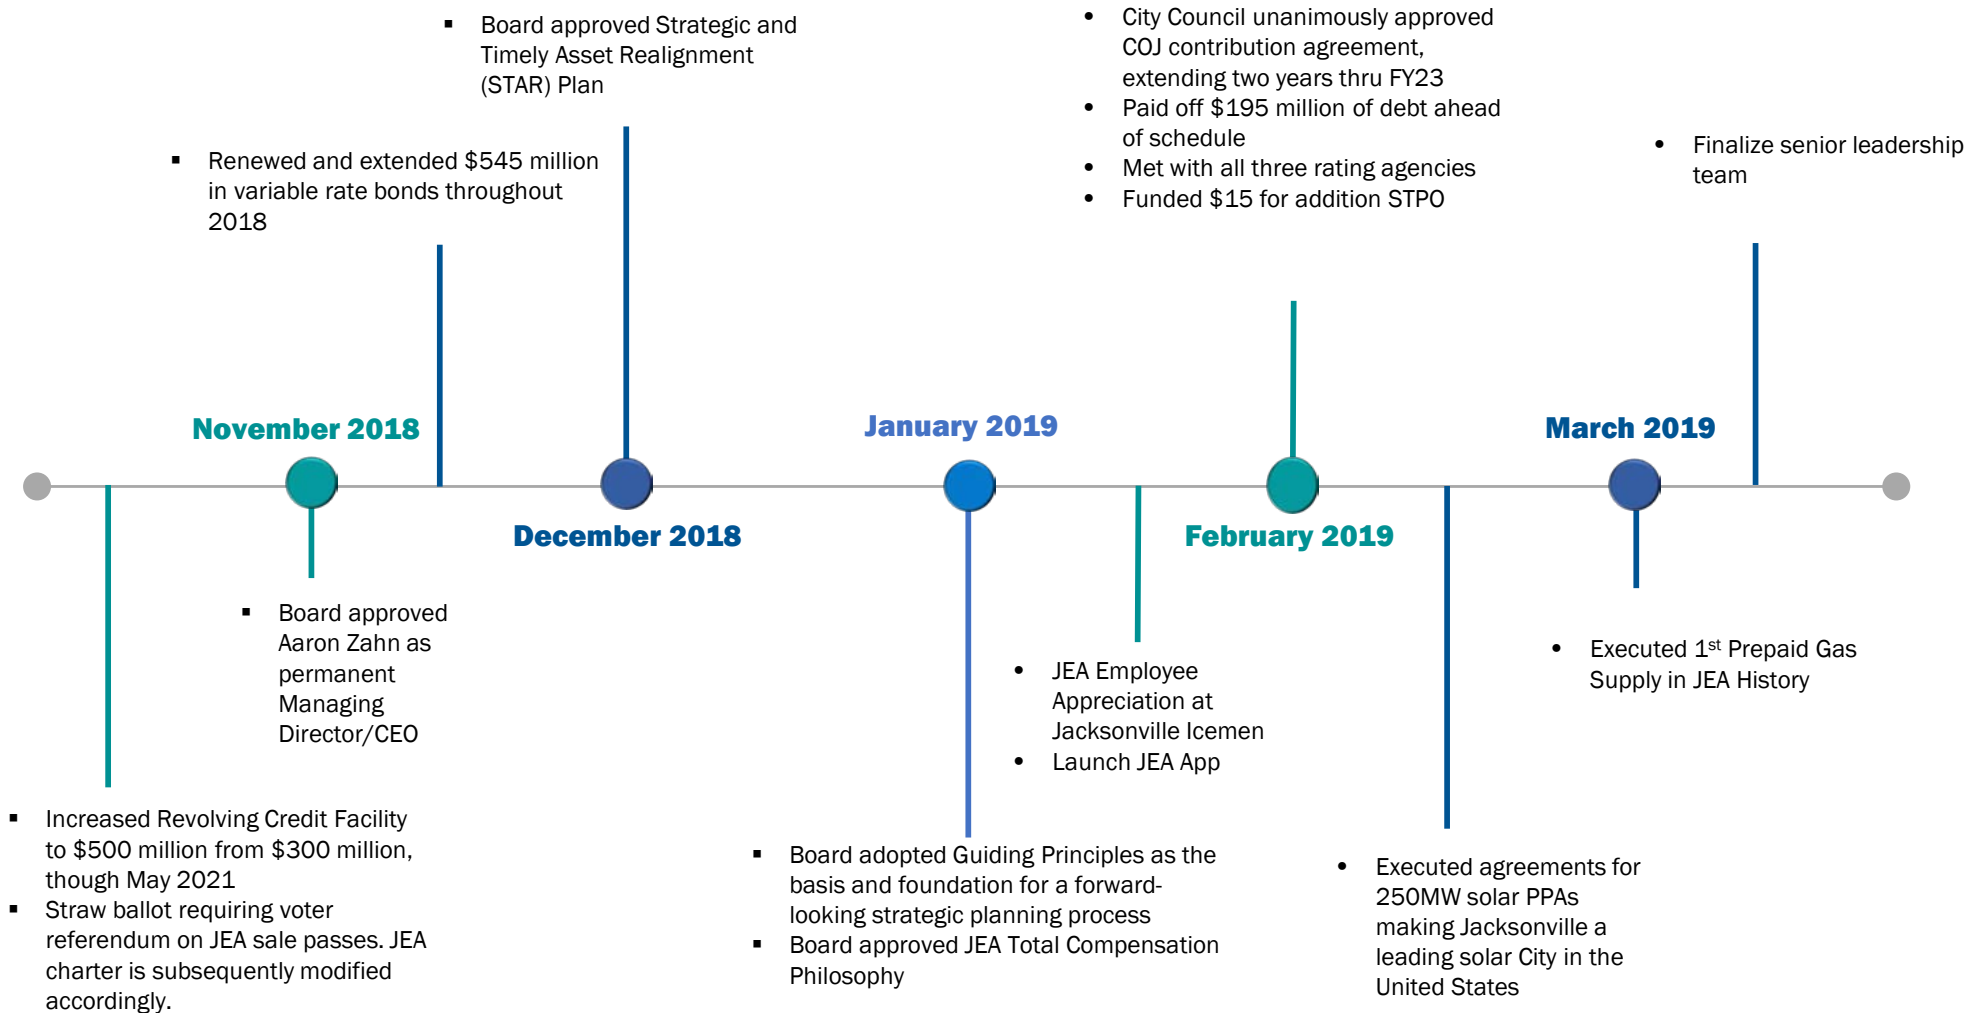 ▪ Board approved Strategic and
Timely Asset Realignment
(STAR) Plan
▪ Renewed and extended $545 million
in variable rate bonds throughout
2018
• City Council unanimously approved
COJ contribution agreement,
extending two years thru FY23
• Paid off $195 million of debt ahead
of schedule
• Met with all three rating agencies
• Funded $15 for addition STPO
• Finalize senior leadership
team
November 2018
December 2018
January 2019
February 2019
March 2019
▪ Increased Revolving Credit Facility
to $500 million from $300 million,
though May 2021
▪ Straw ballot requiring voter
referendum on JEA sale passes. JEA
charter is subsequently modified
accordingly.
▪ Board approved
Aaron Zahn as
permanent
Managing
Director/CEO
▪ Board adopted Guiding Principles as the
basis and foundation for a forward-
looking strategic planning process
▪ Board approved JEA Total Compensation
Philosophy
• JEA Employee
Appreciation at
Jacksonville Icemen
• Launch JEA App
• Executed agreements for
250MW solar PPAs
making Jacksonville a
leading solar City in the
United States
• Executed 1st Prepaid Gas
Supply in JEA History